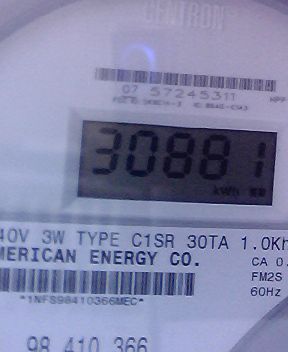 CENTRON
07 57245311
30881
kWh
40V 3W TYPE C1SR 30TA 1.0Kh
MERICAN ENERGY CO.
CA 0.
FM2S
*1NFS98410366MEC*
60Hz
98 410 366